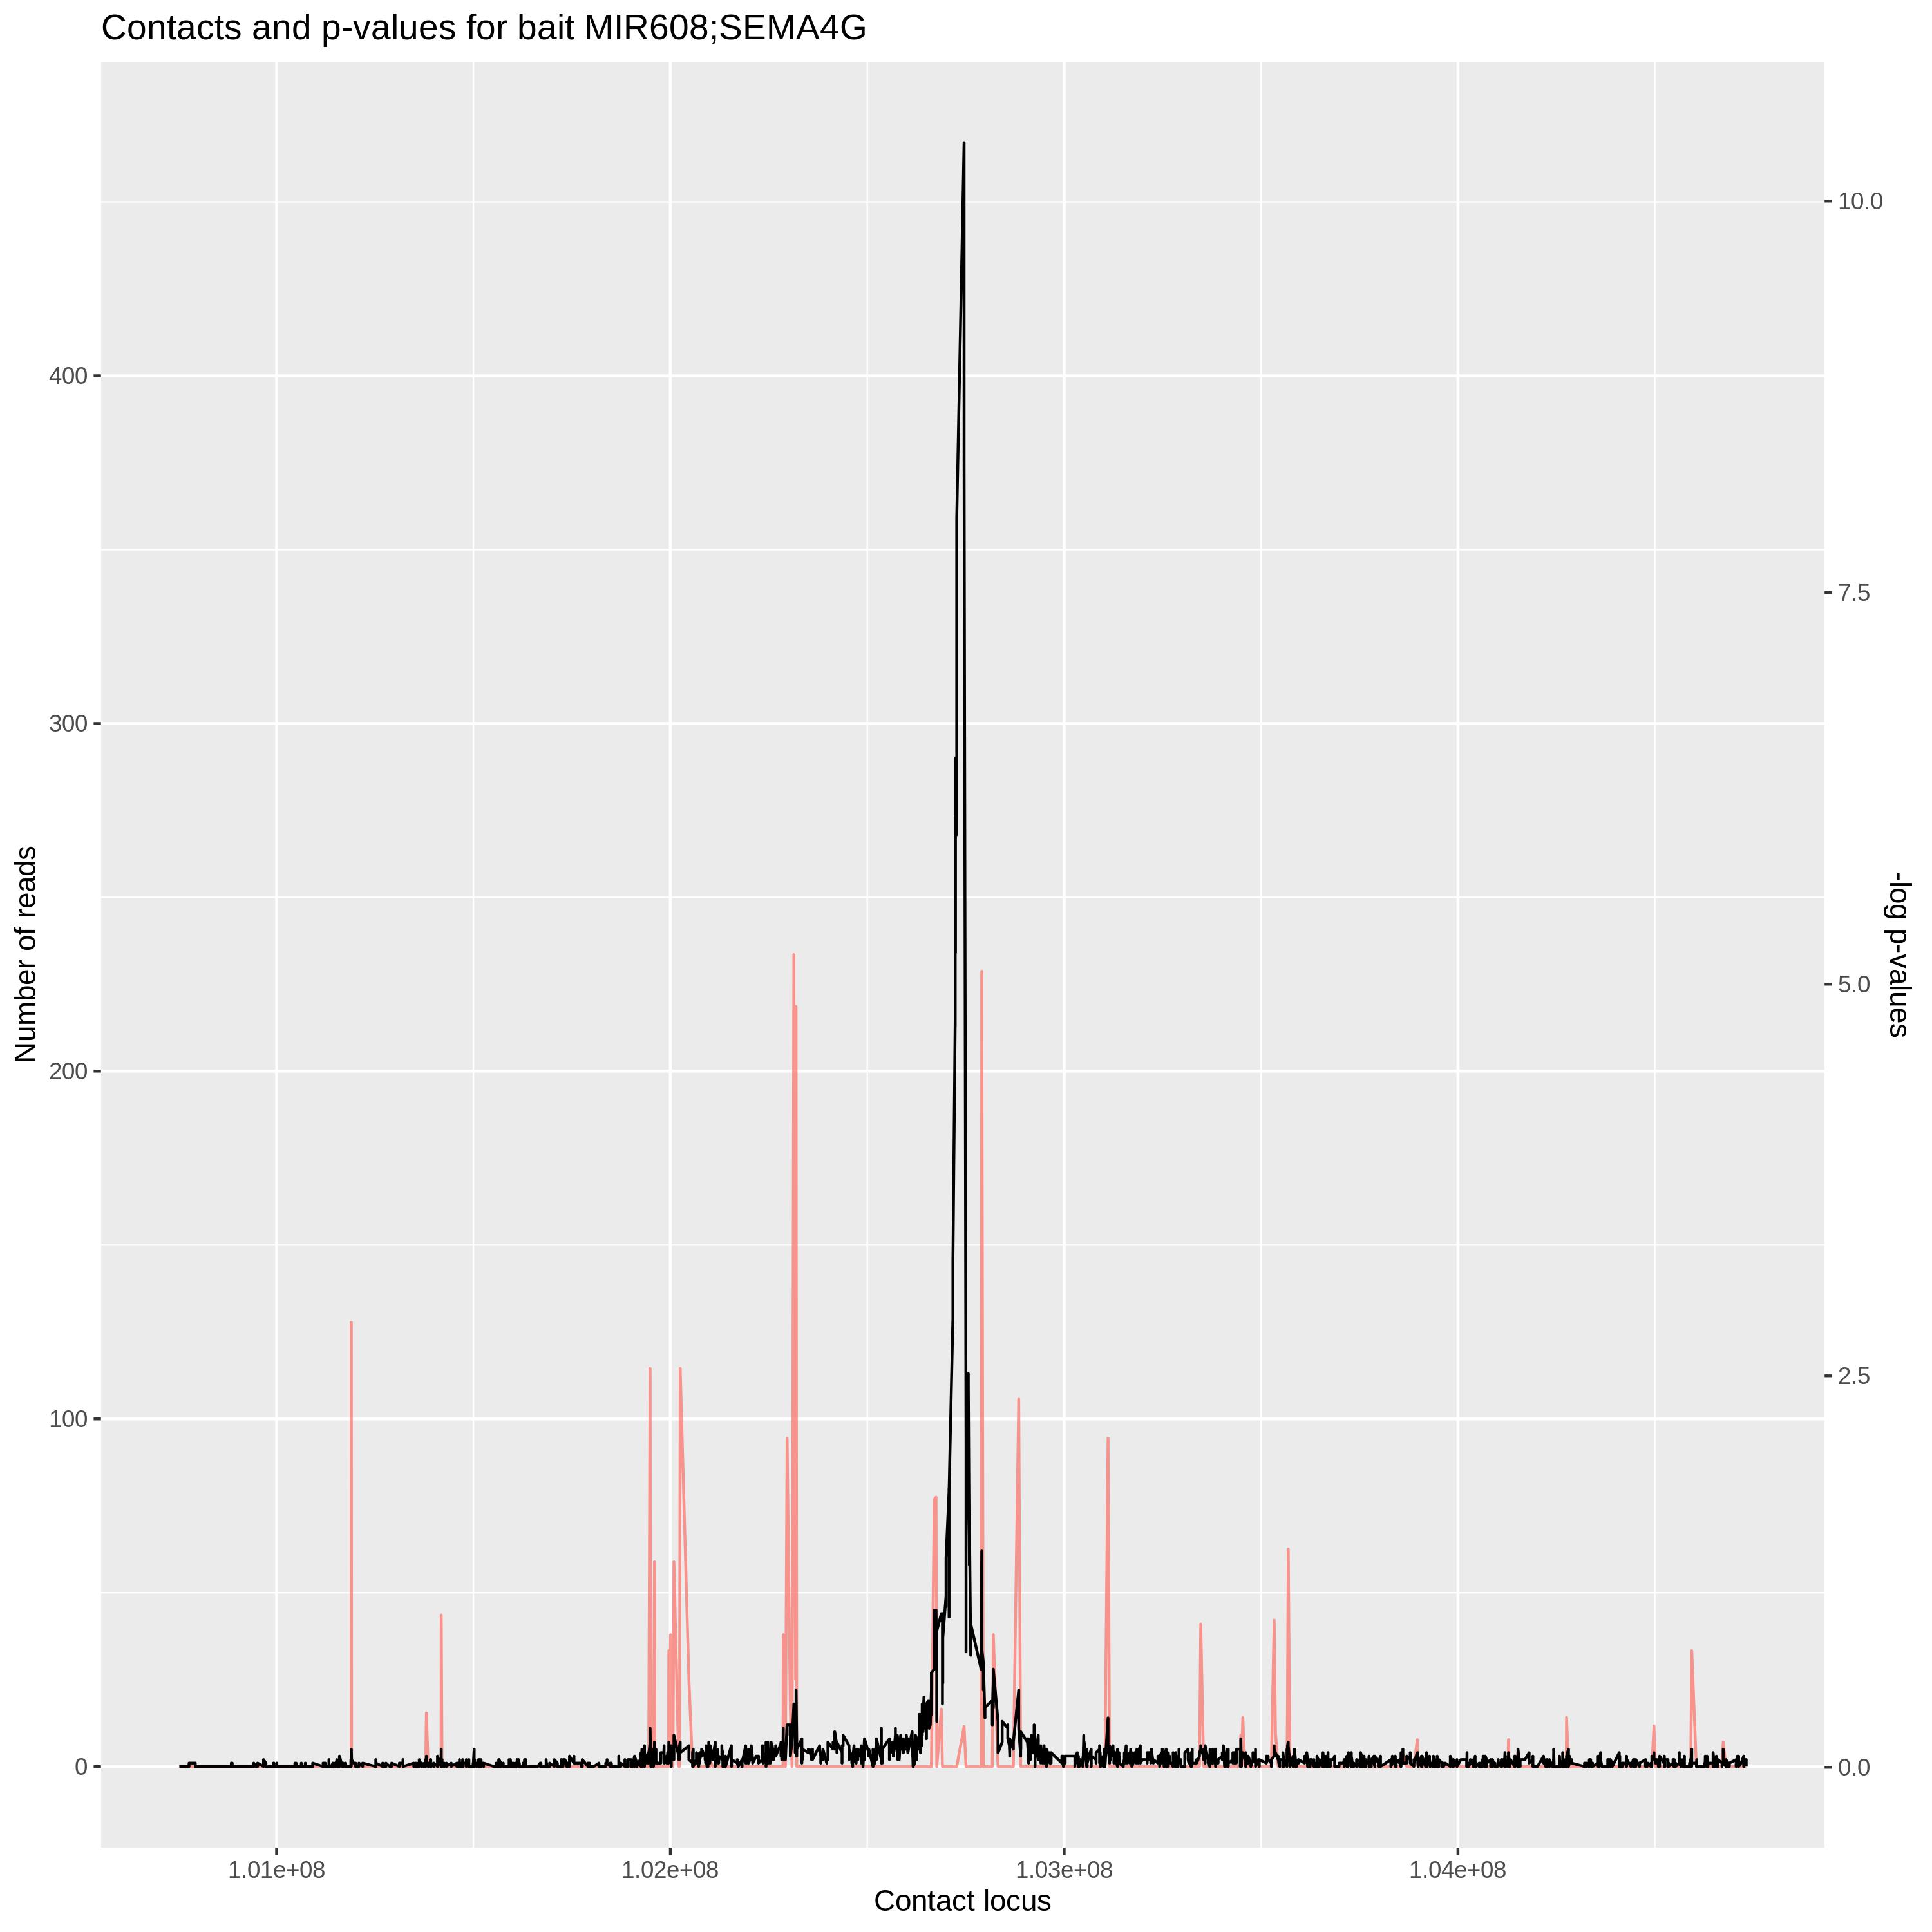 Contacts and p-values for bait MIR608;SEMA4G
Number of reads
400
300
200
100
0
10.0
7.5
5.0
2.5
0.0
-log p-values
1.01e+08
1.02e+08
1.03e+08
1.04e+08
Contact locus